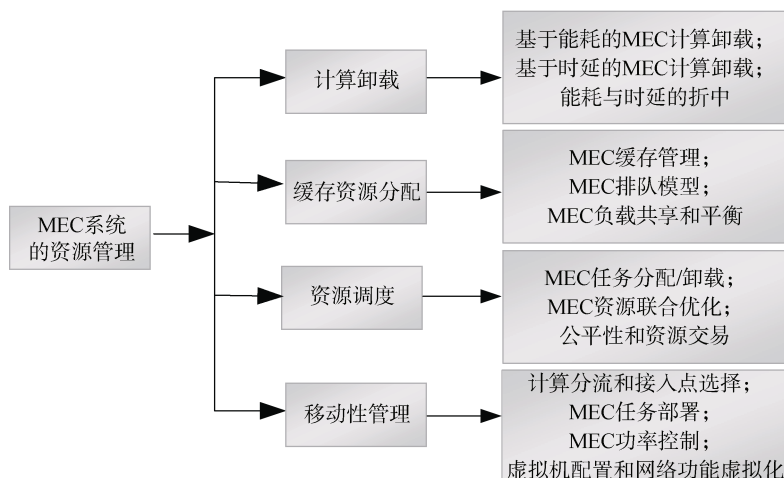 MEC系统
的资源管理
计算卸载
基于能耗的MEC计算卸载；
基于时延的MEC计算卸载；
能耗与时延的折中
缓存资源分配
MEC缓存管理；
MEC排队模型；
MEC负载共享和平衡
资源调度
MEC任务分配/卸载；
MEC资源联合优化；
公平性和资源交易
移动性管理
计算分流和接入点选择；
MEC任务部署；
MEC功率控制；
虚拟机配置和网络功能虚拟化